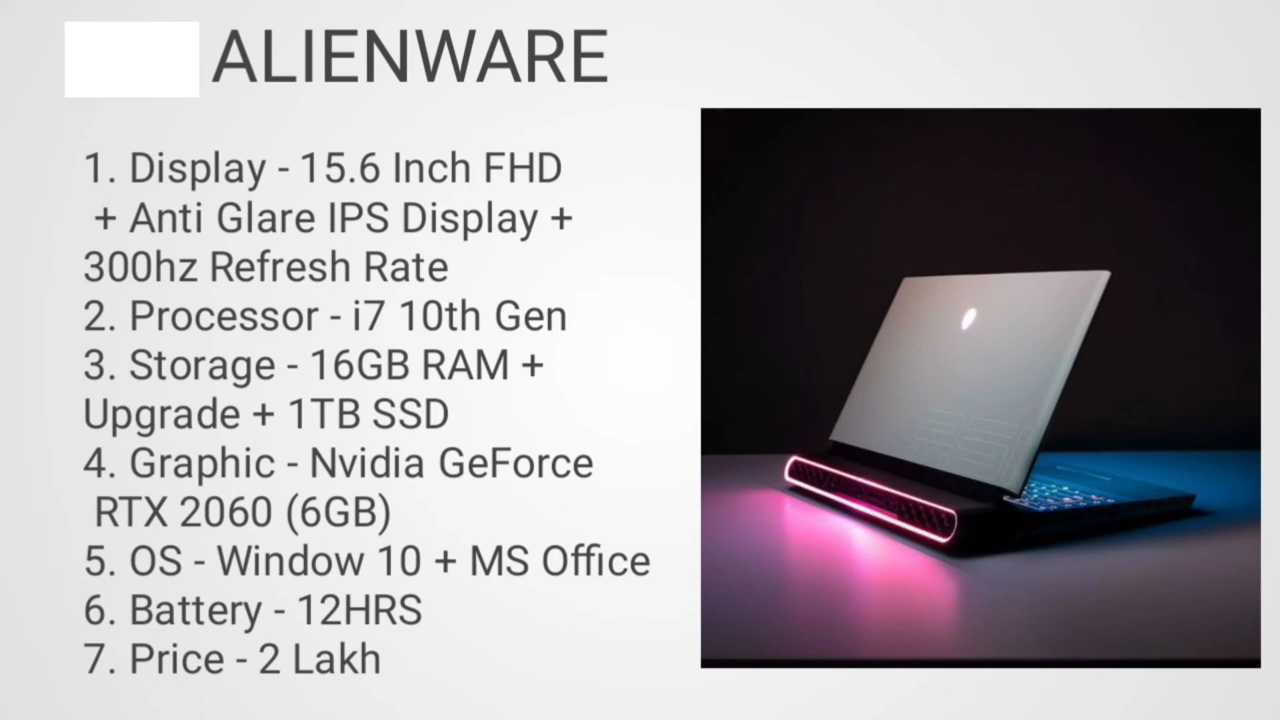 ALIENWARE
1. Display - 15.6 Inch FHD
+ Anti Glare IPS Display +
300hz Refresh Rate
2. Processor - i7 10th Gen
3. Storage - 16GB RAM +
Upgrade + 1TB SSD
4. Graphic - Nvidia GeForce
RTX 2060 (6GB)
5. OS - Window 10 + MS Office
6. Battery - 12HRS
7. Price - 2 Lakh